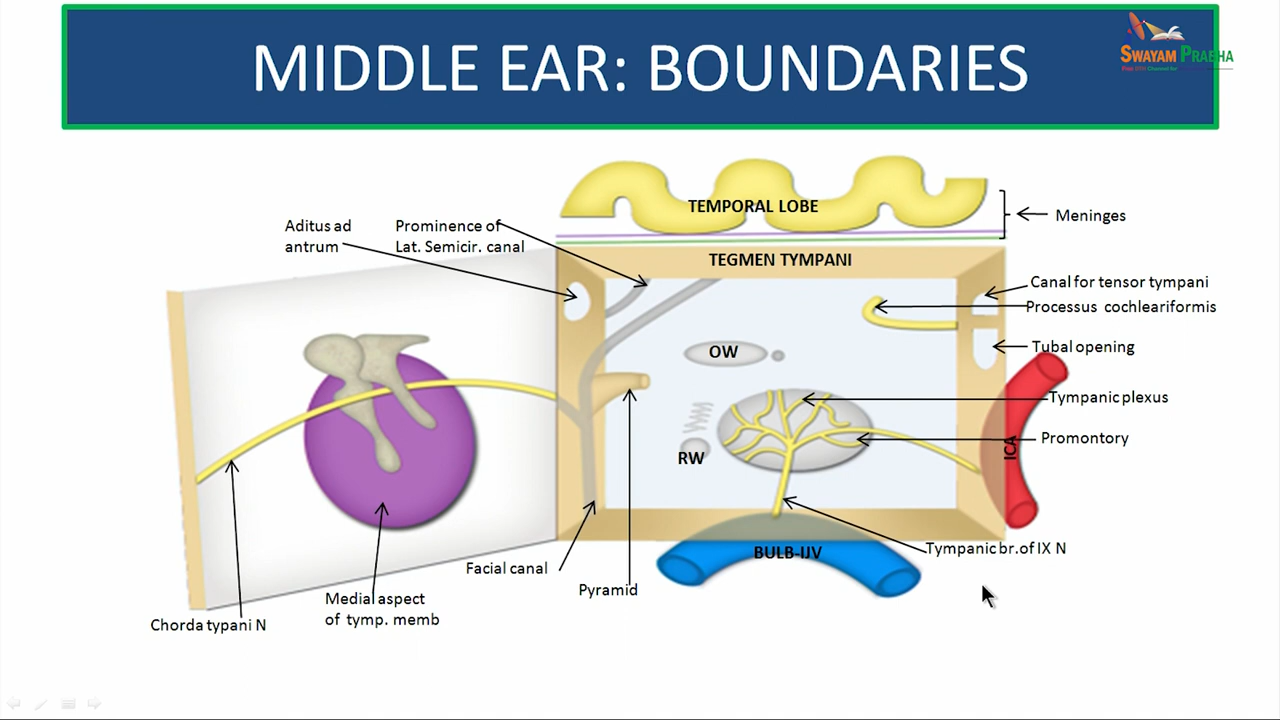 MIDDLE EAR: BOUNDARIES
SWAYAM PRABHA
TEMPORAL LOBE
Meninges
Aditus ad
antrum
Prominence of
Lat. Semicir. canal
TEGMEN TYMPANI
Canal for tensor tympani
Processus cochleariformis
OW
Tubal opening
Tympanic plexus
Promontory
ICA
RW
BULB-IJV
Tympanic br.of IX N
Facial canal
Pyramid
Medial aspect
of tymp. memb
Chorda typani N